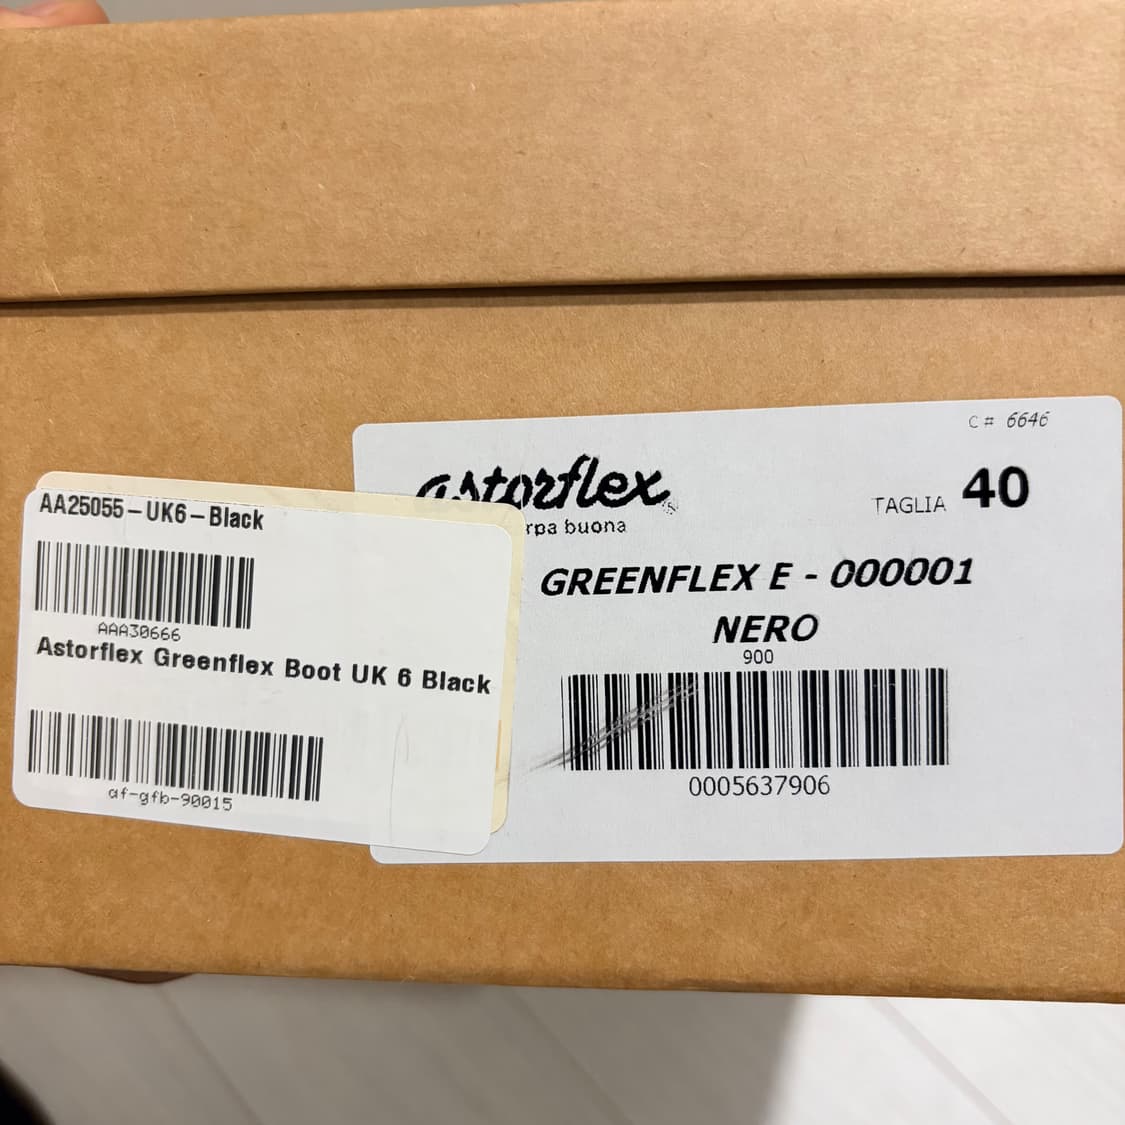 C# 6646
astorflex
buona
TAGLIA 40
GREENFLEX E - 000001
NERO
900
0005637906
AA25055-UK6-Black
AAA30666
Astorflex Greenflex Boot UK 6 Black
af-gfb-90015